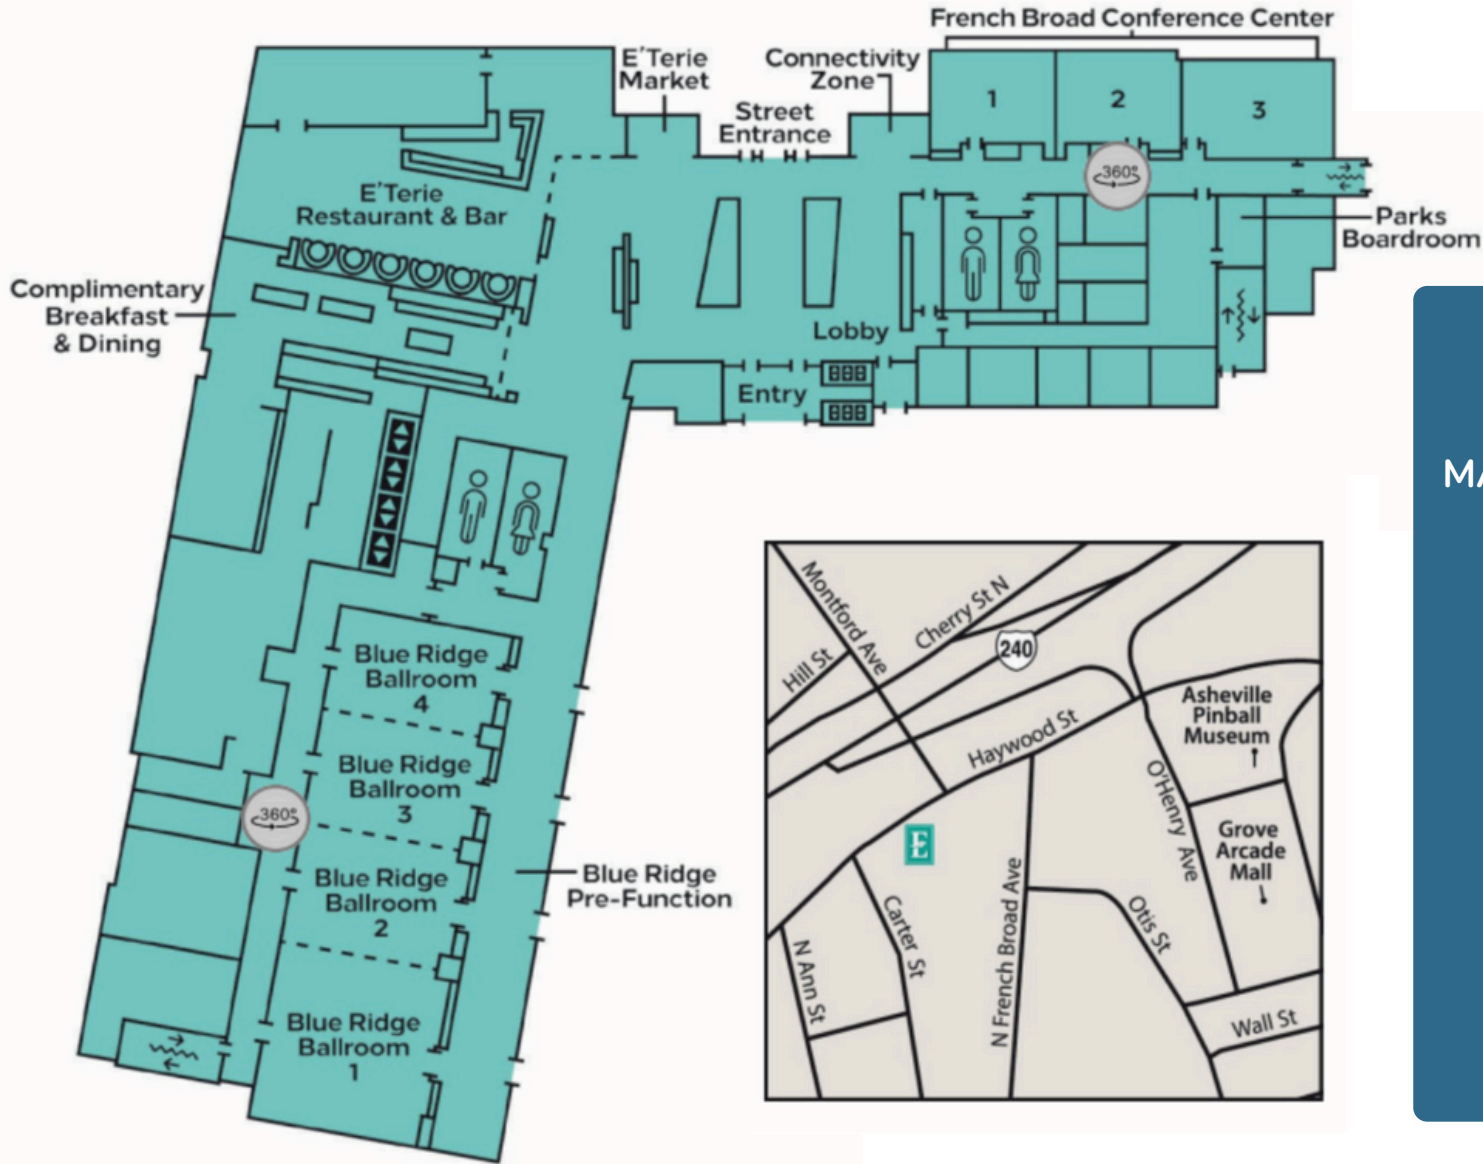 French Broad Conference Center
E'Terie
Market
Connectivity
Zone
Street
Entrance
1
2
3
360°
E'Terie
Restaurant & Bar
Parks
Boardroom
Complimentary
Breakfast
& Dining
Lobby
Entry
Blue Ridge
Ballroom
4
Blue Ridge
Ballroom
3
360°
Blue Ridge
Ballroom
2
Blue Ridge
Pre-Function
Blue Ridge
Ballroom
1
Montford Ave
Cherry St N
240
Hill St
Haywood St
Asheville
Pinball
Museum
O'Henry Ave
E
Grove
Arcade
Mall
Carter St
N French Broad Ave
Otis St
N Ann St
Wall St